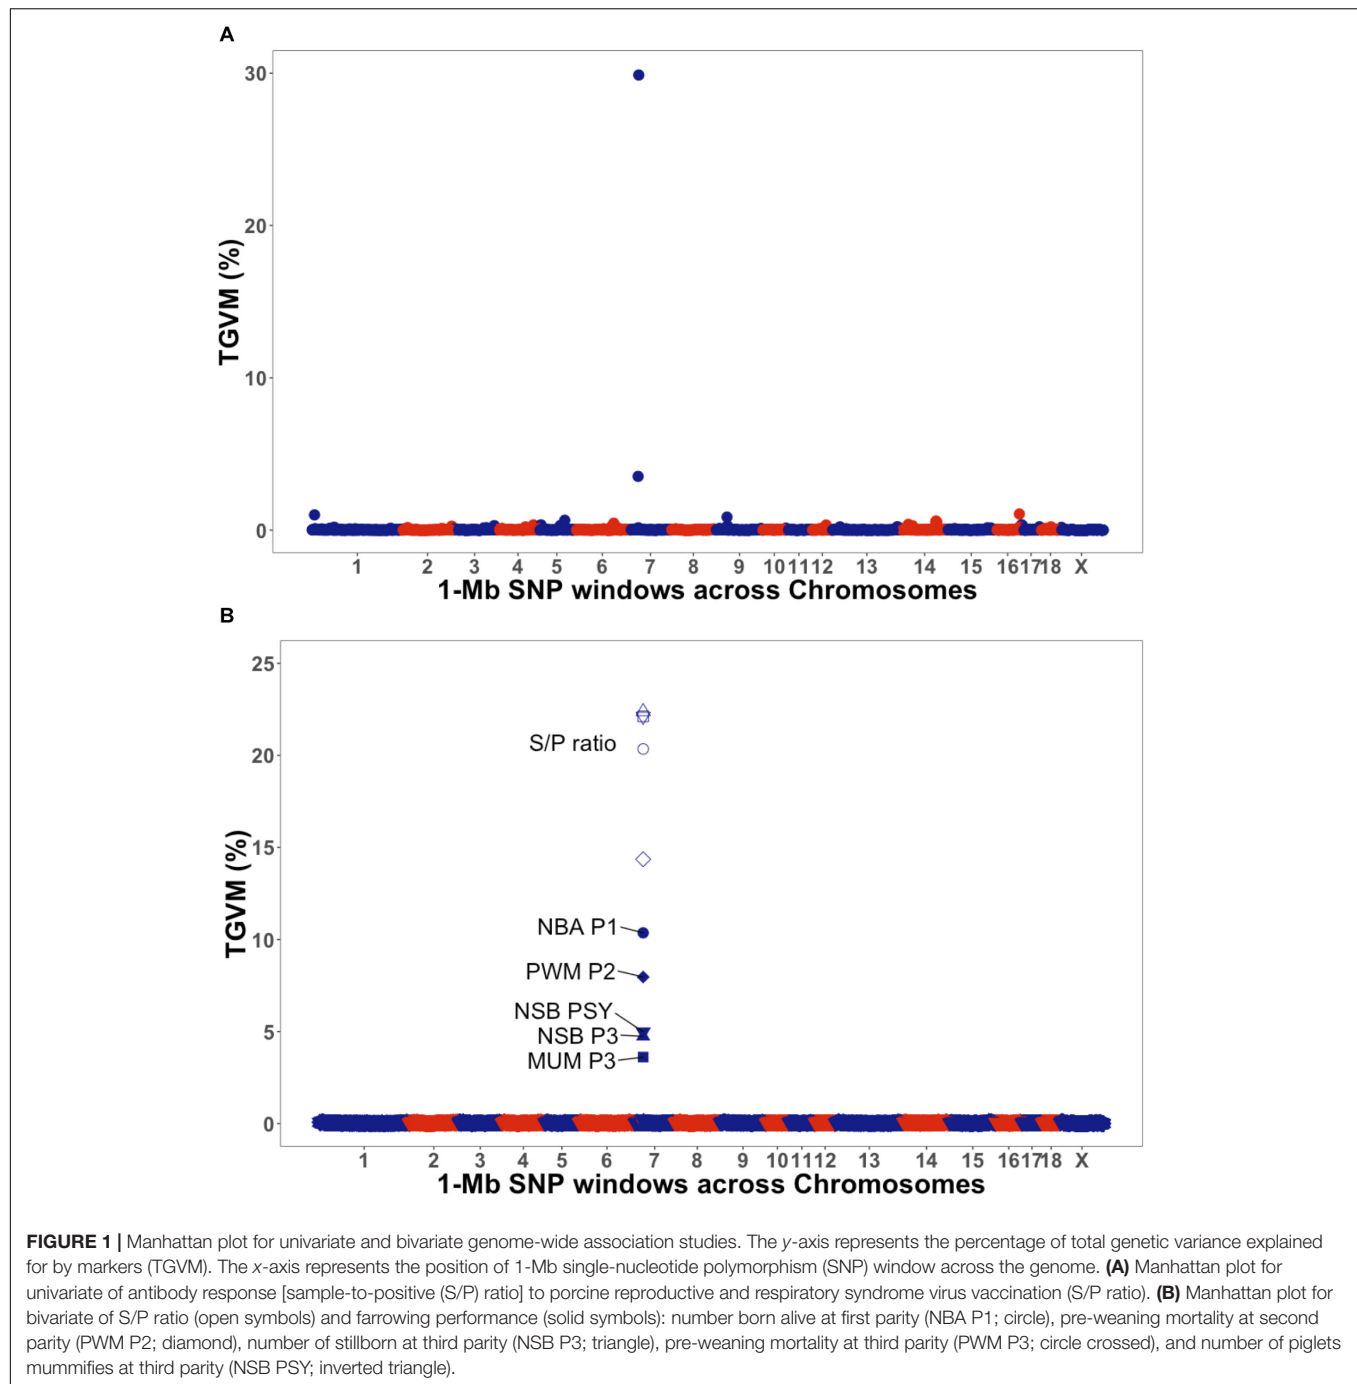 A
30
20
10
0
TGVM (%)
1 2 3 4 5 6 7 8 9 10 11 12 13 14 15 16 17 18 X
1-Mb SNP windows across Chromosomes
B
25
20
15
10
5
0
TGVM (%)
S/P ratio
NBA P1
PWM P2
NSB PSY
NSB P3
MUM P3
1 2 3 4 5 6 7 8 9 10 11 12 13 14 15 16 17 18 X
1-Mb SNP windows across Chromosomes
FIGURE 1 | Manhattan plot for univariate and bivariate genome-wide association studies. The y-axis represents the percentage of total genetic variance explained
for by markers (TGVM). The x-axis represents the position of 1-Mb single-nucleotide polymorphism (SNP) window across the genome. (A) Manhattan plot for
univariate of antibody response [sample-to-positive (S/P) ratio] to porcine reproductive and respiratory syndrome virus vaccination (S/P ratio). (B) Manhattan plot for
bivariate of S/P ratio (open symbols) and farrowing performance (solid symbols): number born alive at first parity (NBA P1; circle), pre-weaning mortality at second
parity (PWM P2; diamond), number of stillborn at third parity (NSB P3; triangle), pre-weaning mortality at third parity (PWM P3; circle crossed), and number of piglets
mummifies at third parity (NSB PSY; inverted triangle).